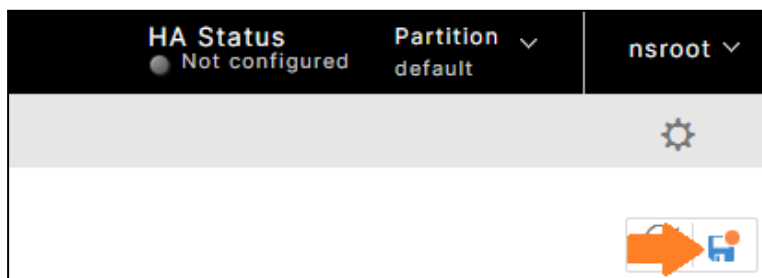 HA Status
Not configured
Partition
default
nsroot